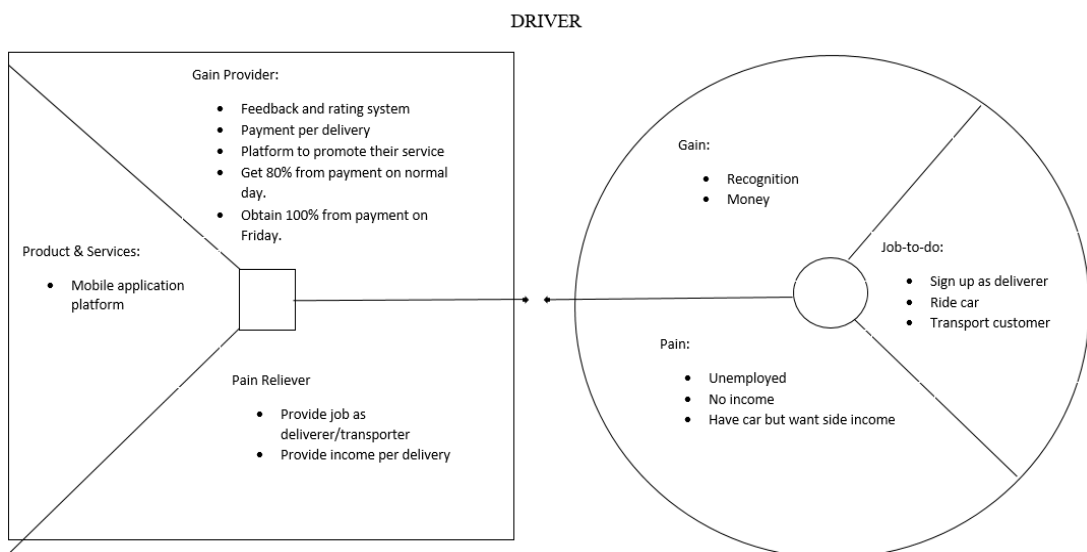 DRIVER
Gain Provider:
• Feedback and rating system
• Payment per delivery
• Platform to promote their service
• Get 80% from payment on normal
day.
• Obtain 100% from payment on
Friday.
Product & Services:
• Mobile application
platform
Pain Reliever
• Provide job as
deliverer/transporter
• Provide income per delivery
Gain:
• Recognition
• Money
Job-to-do:
• Sign up as deliverer
• Ride car
• Transport customer
Pain:
• Unemployed
• No income
• Have car but want side income